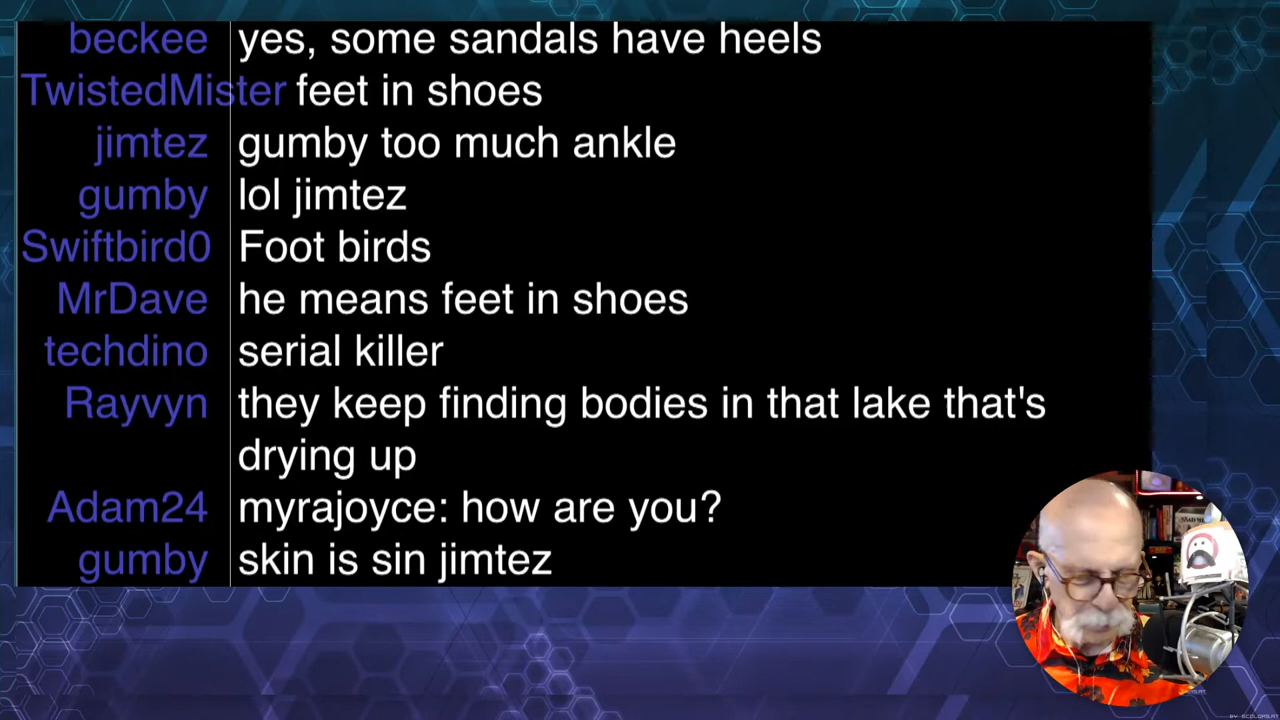 beckee yes, some sandals have heels
TwistedMister feet in shoes
jimtez gumby too much ankle
gumby lol jimtez
Swiftbird0 Foot birds
MrDave he means feet in shoes
techdino serial killer
Rayvyn they keep finding bodies in that lake that's
drying up
Adam24 myrajoyce: how are you?
gumby skin is sin jimtez